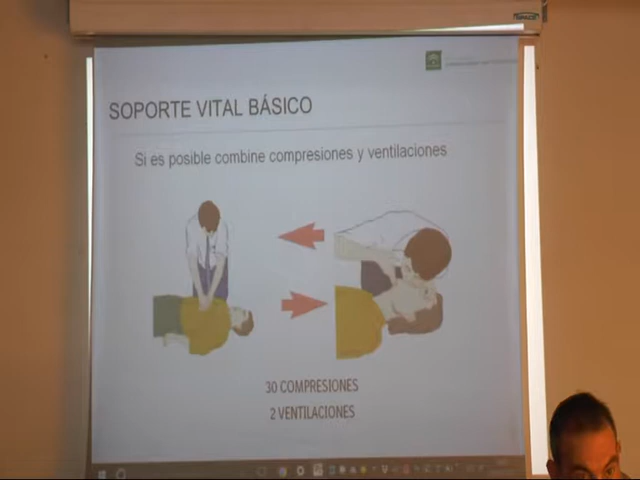 SOPORTE VITAL BÁSICO
Si es posible combine compresiones y ventilaciones
30 COMPRESIONES
2 VENTILACIONES